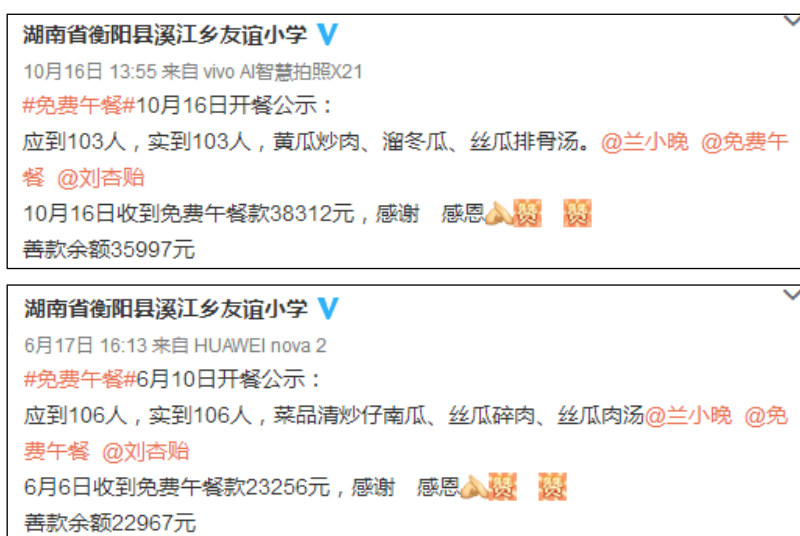 湖南省衡阳县溪江乡友谊小学
10月16日 13:55 来自 vivo AI智慧拍照X21
#免费午餐#10月16日开餐公示：
应到103人，实到103人，黄瓜炒肉、溜冬瓜、丝瓜排骨汤。@兰小晚 @免费午
餐 @刘杏贻
10月16日收到免费午餐款38312元，感谢 感恩 赞 赞
善款余额35997元
湖南省衡阳县溪江乡友谊小学
6月17日 16:13 来自 HUAWEI nova 2
#免费午餐#6月10日开餐公示：
应到106人，实到106人，菜品清炒仔南瓜、丝瓜碎肉、丝瓜肉汤@兰小晚 @免
费午餐 @刘杏贻
6月6日收到免费午餐款23256元，感谢 感恩 赞 赞
善款余额22967元